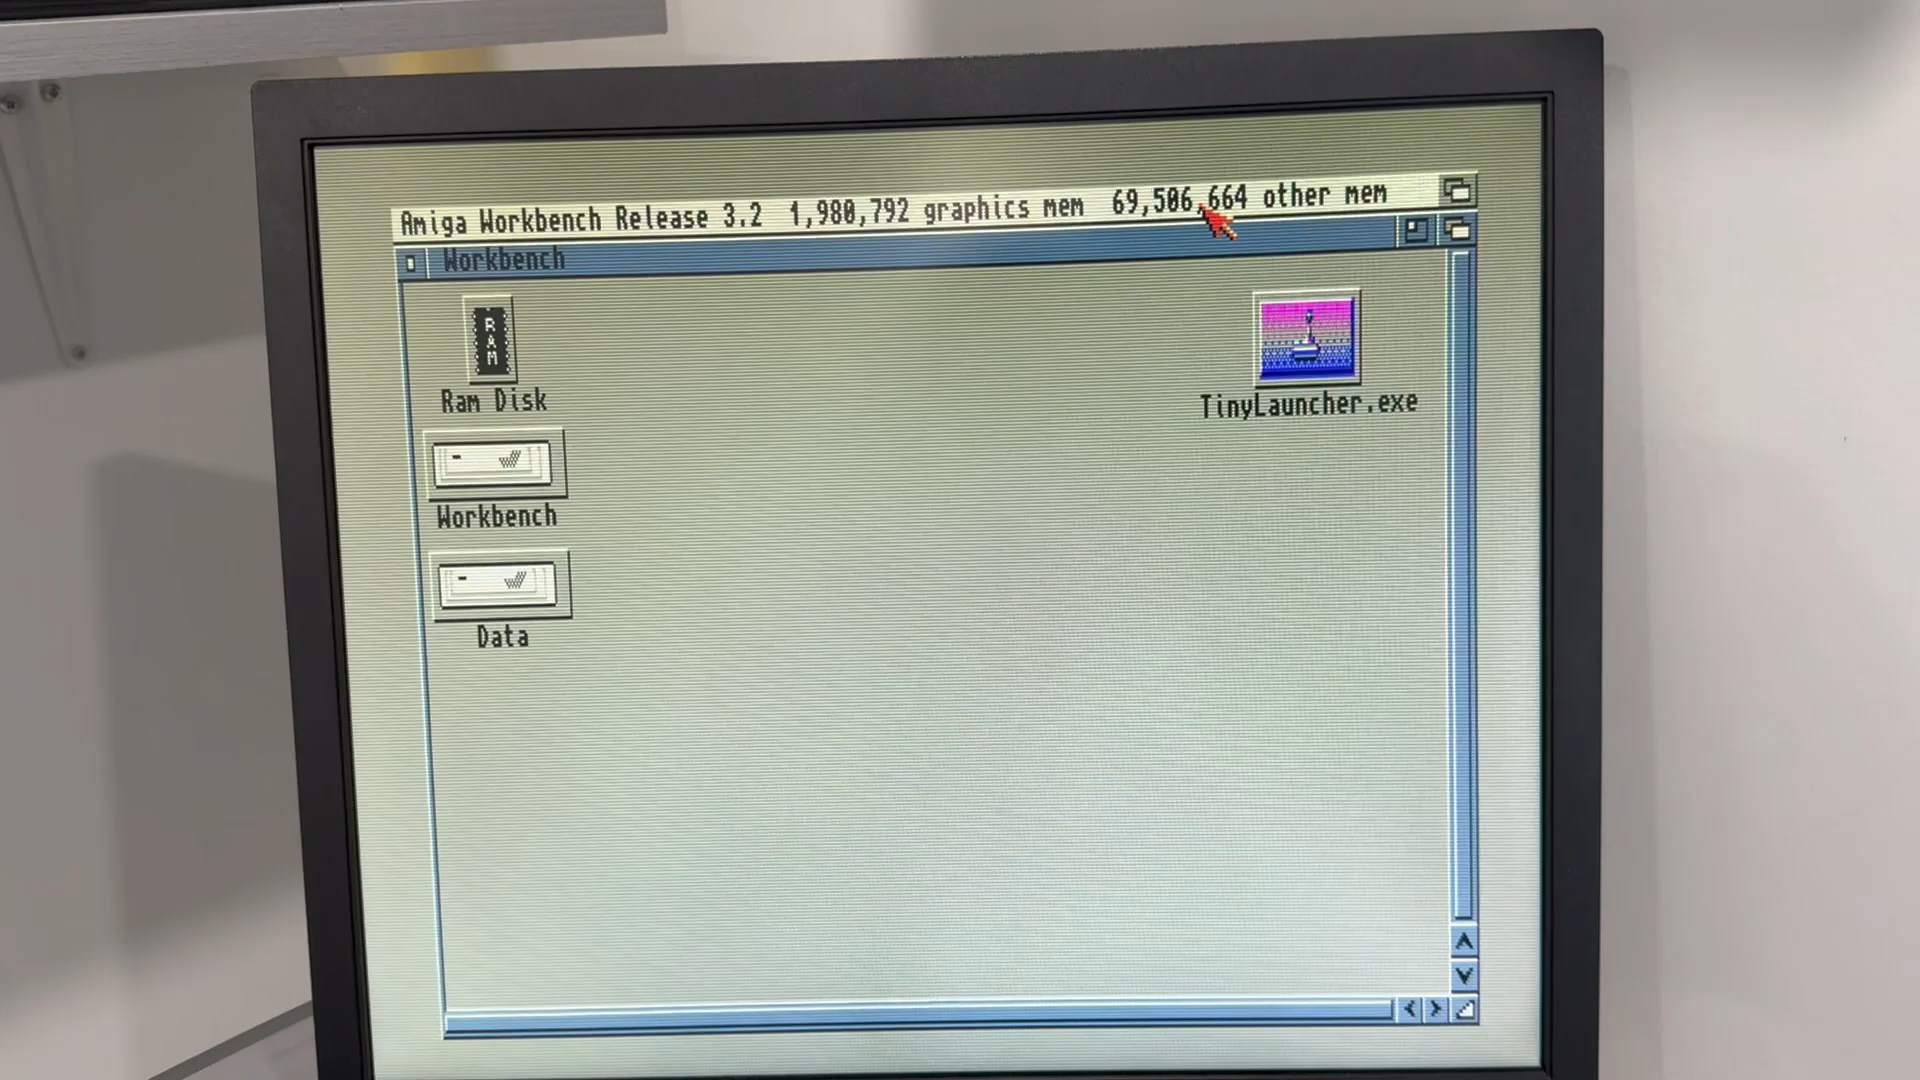 Amiga Workbench Release 3.2 1,980,792 graphics mem 69,506,664 other mem
Workbench
RAM
Ram Disk
TinyLauncher.exe
Workbench
Data